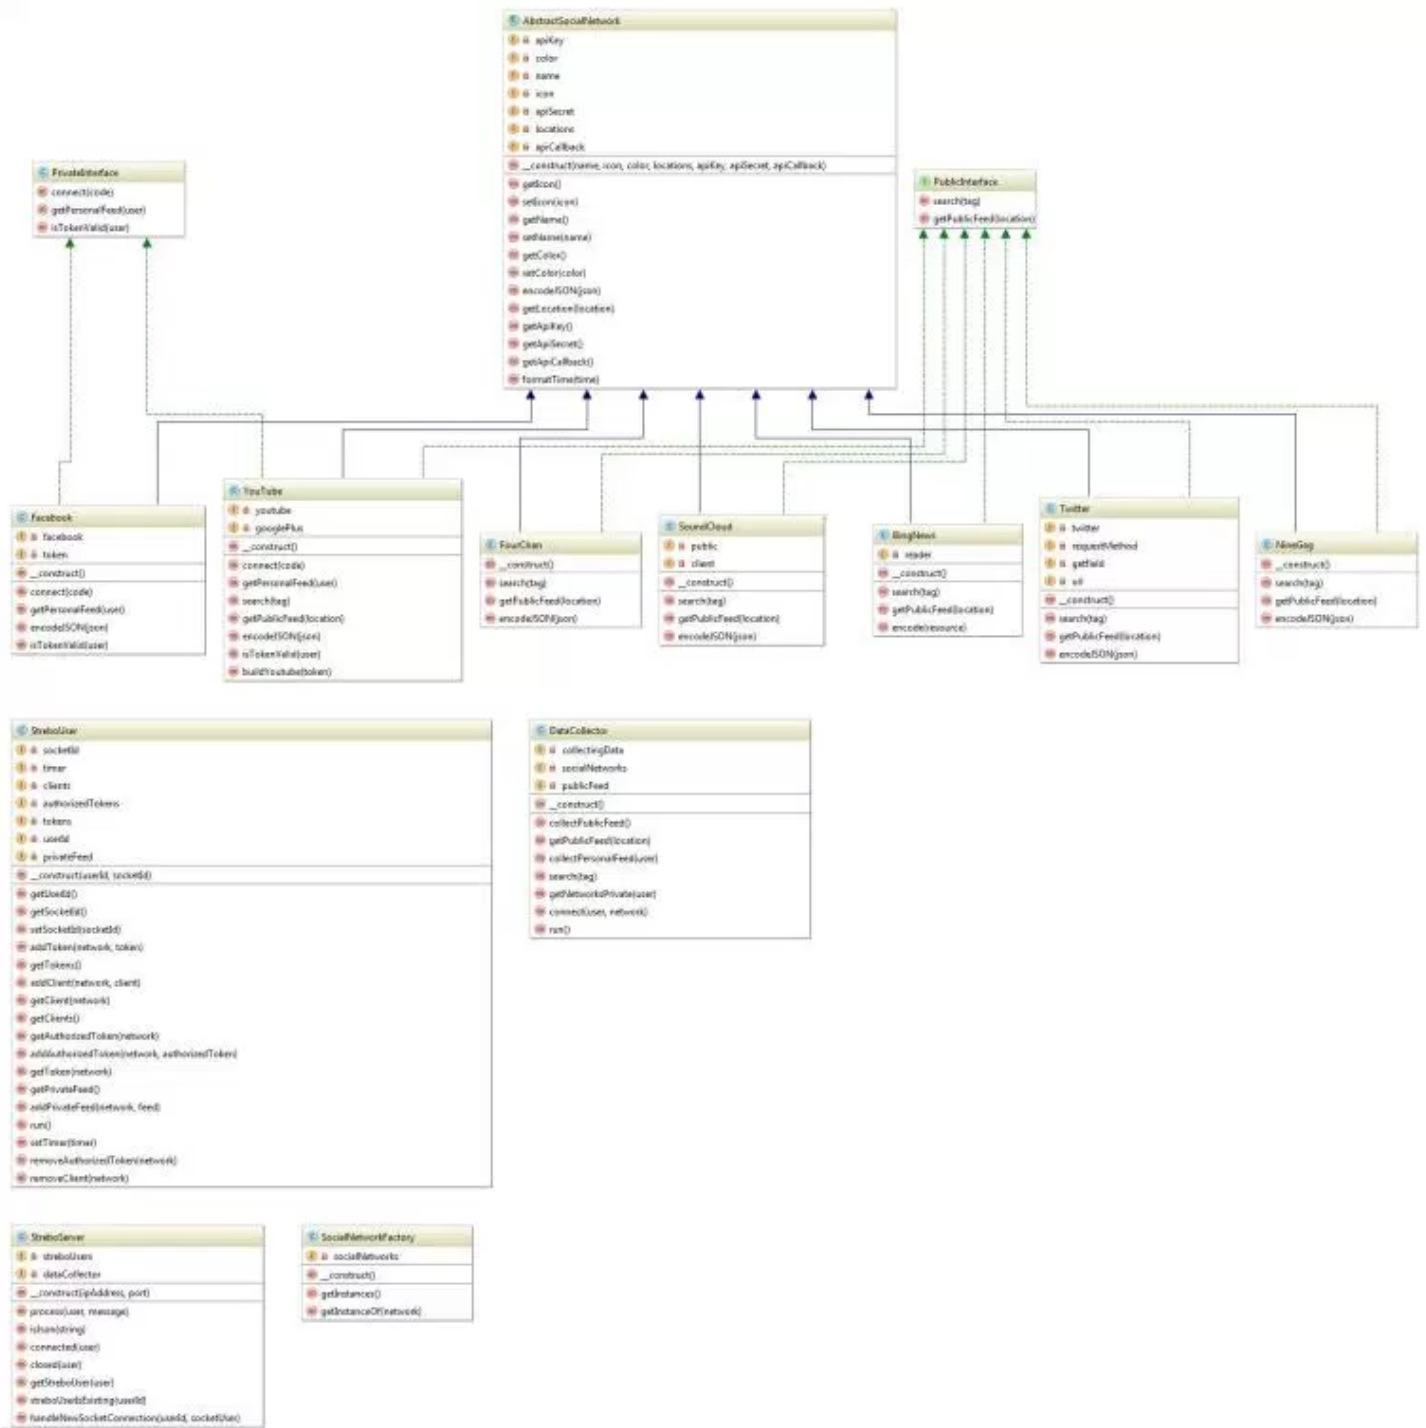 AbstractSocialNetwork
apiKey
color
name
icon
apiSecret
locations
apiCallback
__construct(name, icon, color, locations, apiKey, apiSecret, apiCallback)
getIcon()
setIcon(icon)
getName()
setName(name)
getColor()
setColor(color)
encodeJSON(json)
getLocation(location)
getApiKey()
getApiSecret()
getApiCallback()
formatTime(time)
PrivateInterface
connect(code)
getPersonalFeed(user)
isTokenValid(user)
PublicInterface
search(tag)
getPublicFeed(location)
Facebook
facebook
token
__construct()
connect(code)
getPersonalFeed(user)
encodeJSON(json)
isTokenValid(user)
YouTube
youtube
googlePlus
__construct()
connect(code)
getPersonalFeed(user)
search(tag)
getPublicFeed(location)
encodeJSON(json)
isTokenValid(user)
buildYoutube(token)
FourChan
__construct()
search(tag)
getPublicFeed(location)
encodeJSON(json)
SoundCloud
public
client
__construct()
search(tag)
getPublicFeed(location)
encodeJSON(json)
BingNews
reader
__construct()
search(tag)
getPublicFeed(location)
encode(resource)
Twitter
twitter
requestMethod
getfield
url
__construct()
search(tag)
getPublicFeed(location)
encodeJSON(json)
NineGag
__construct()
search(tag)
getPublicFeed(location)
encodeJSON(json)
StreboUser
socketId
timer
clients
authorizedTokens
tokens
userId
privateFeed
__construct(userId, socketId)
getUserId()
getSocketId()
setSocketId(socketId)
addToken(network, token)
getTokens()
addClient(network, client)
getClient(network)
getClients()
getAuthorizedToken(network)
addAuthorizedToken(network, authorizedToken)
getToken(network)
getPrivateFeed()
addPrivateFeed(network, feed)
run()
setTimer(timer)
removeAuthorizedToken(network)
removeClient(network)
DataCollector
collectingData
socialNetworks
publicFeed
__construct()
collectPublicFeed()
getPublicFeed(location)
collectPersonalFeed(user)
search(tag)
getNetworksPrivate(user)
connect(user, network)
run()
StreboServer
streboUsers
dataCollector
__construct(ipAddress, port)
process(user, message)
isJson(string)
connected(user)
closed(user)
getStreboUser(user)
streboUserIsExisting(userId)
handleNewSocketConnection(userId, socketUser)
SocialNetworkFactory
socialNetworks
__construct()
getInstances()
getInstanceOf(network)